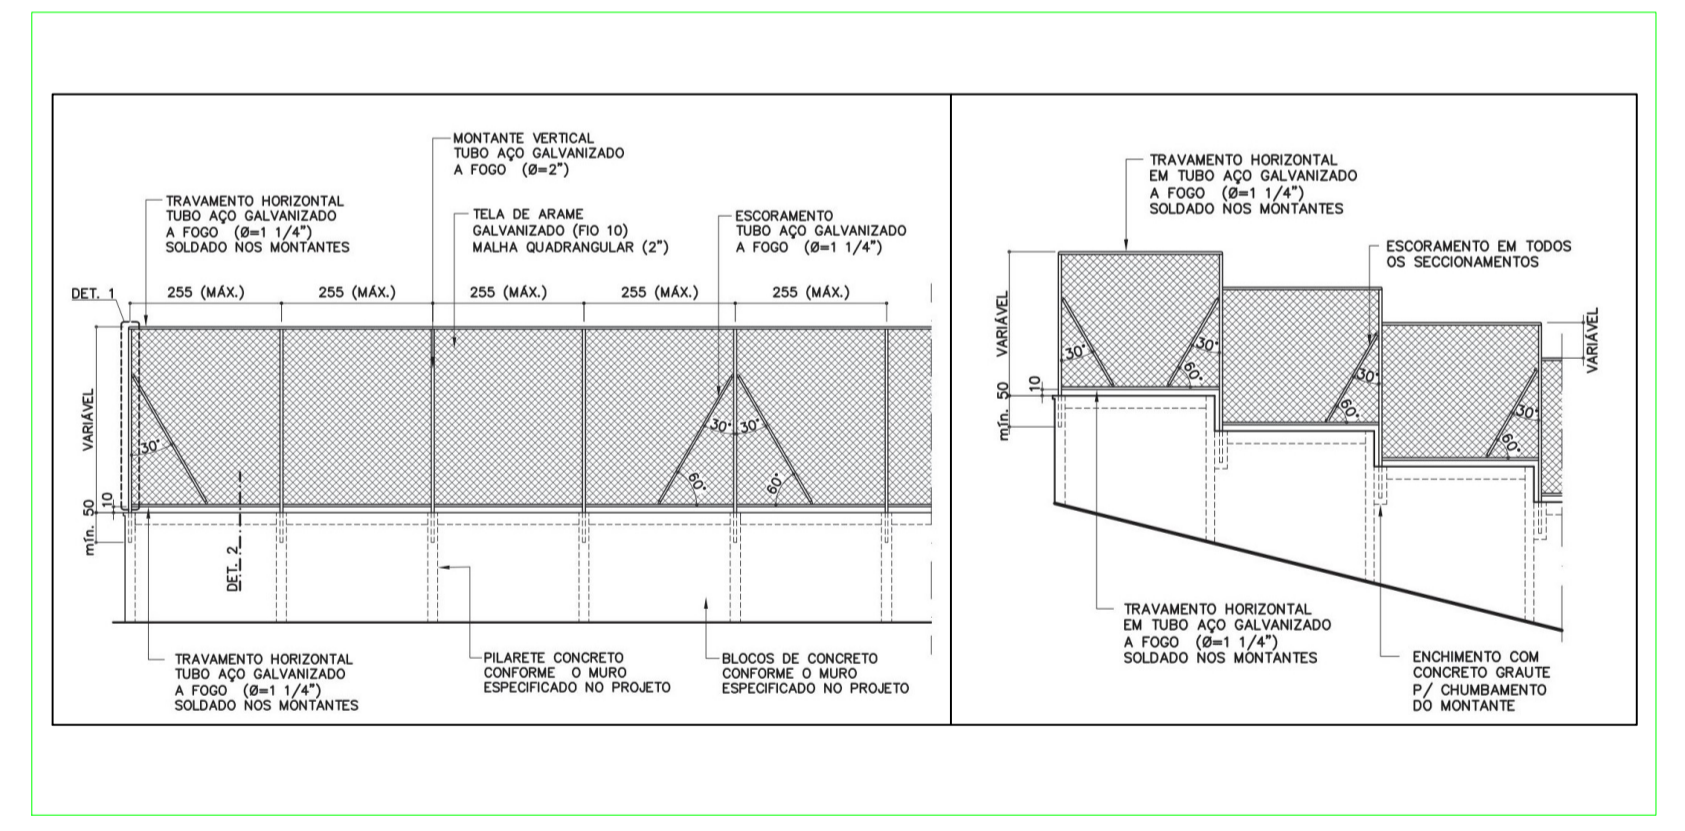 MONTANTE VERTICAL
TUBO AÇO GALVANIZADO
A FOGO (Ø=2")
TRAVAMENTO HORIZONTAL
TUBO AÇO GALVANIZADO
A FOGO (Ø=1 1/4")
SOLDADO NOS MONTANTES
TELA DE ARAME
GALVANIZADO (FIO 10)
MALHA QUADRANGULAR (2")
ESCORAMENTO
TUBO AÇO GALVANIZADO
A FOGO (Ø=1 1/4")
DET. 1
255 (MÁX.)
255 (MÁX.)
255 (MÁX.)
255 (MÁX.)
255 (MÁX.)
VARIÁVEL
10
mín. 50
30°
30°
30°
60°
60°
DET. 2
TRAVAMENTO HORIZONTAL
TUBO AÇO GALVANIZADO
A FOGO (Ø=1 1/4")
SOLDADO NOS MONTANTES
PILARETE CONCRETO
CONFORME O MURO
ESPECIFICADO NO PROJETO
BLOCOS DE CONCRETO
CONFORME O MURO
ESPECIFICADO NO PROJETO
TRAVAMENTO HORIZONTAL
EM TUBO AÇO GALVANIZADO
A FOGO (Ø=1 1/4")
SOLDADO NOS MONTANTES
ESCORAMENTO EM TODOS
OS SECCIONAMENTOS
VARIÁVEL
10
mín. 50
30°
30°
60°
30°
60°
30°
60°
VARIÁVEL
TRAVAMENTO HORIZONTAL
EM TUBO AÇO GALVANIZADO
A FOGO (Ø=1 1/4")
SOLDADO NOS MONTANTES
ENCHIMENTO COM
CONCRETO GRAUTE
P/ CHUMBAMENTO
DO MONTANTE